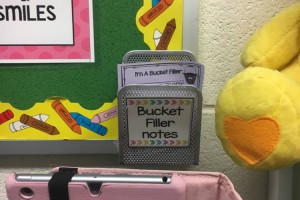 SMILES
I'm A Bucket Filler
Bucket
Filler
notes